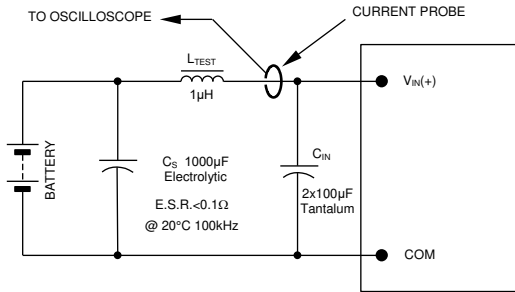 TO OSCILLOSCOPE
CURRENT PROBE
LTEST
1µH
VIN(+)
BATTERY
CS 1000µF
Electrolytic
E.S.R.<0.1Ω
@ 20°C 100kHz
CIN
2x100µF
Tantalum
COM